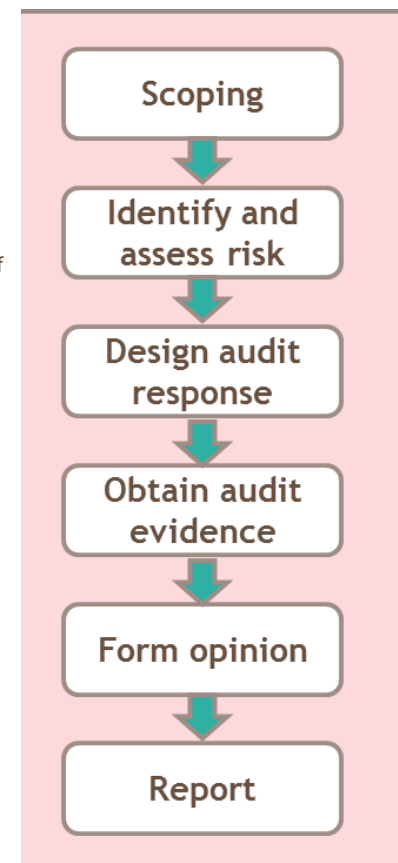 Scoping
Identify and
assess risk
f
Design audit
response
Obtain audit
evidence
Form opinion
Report